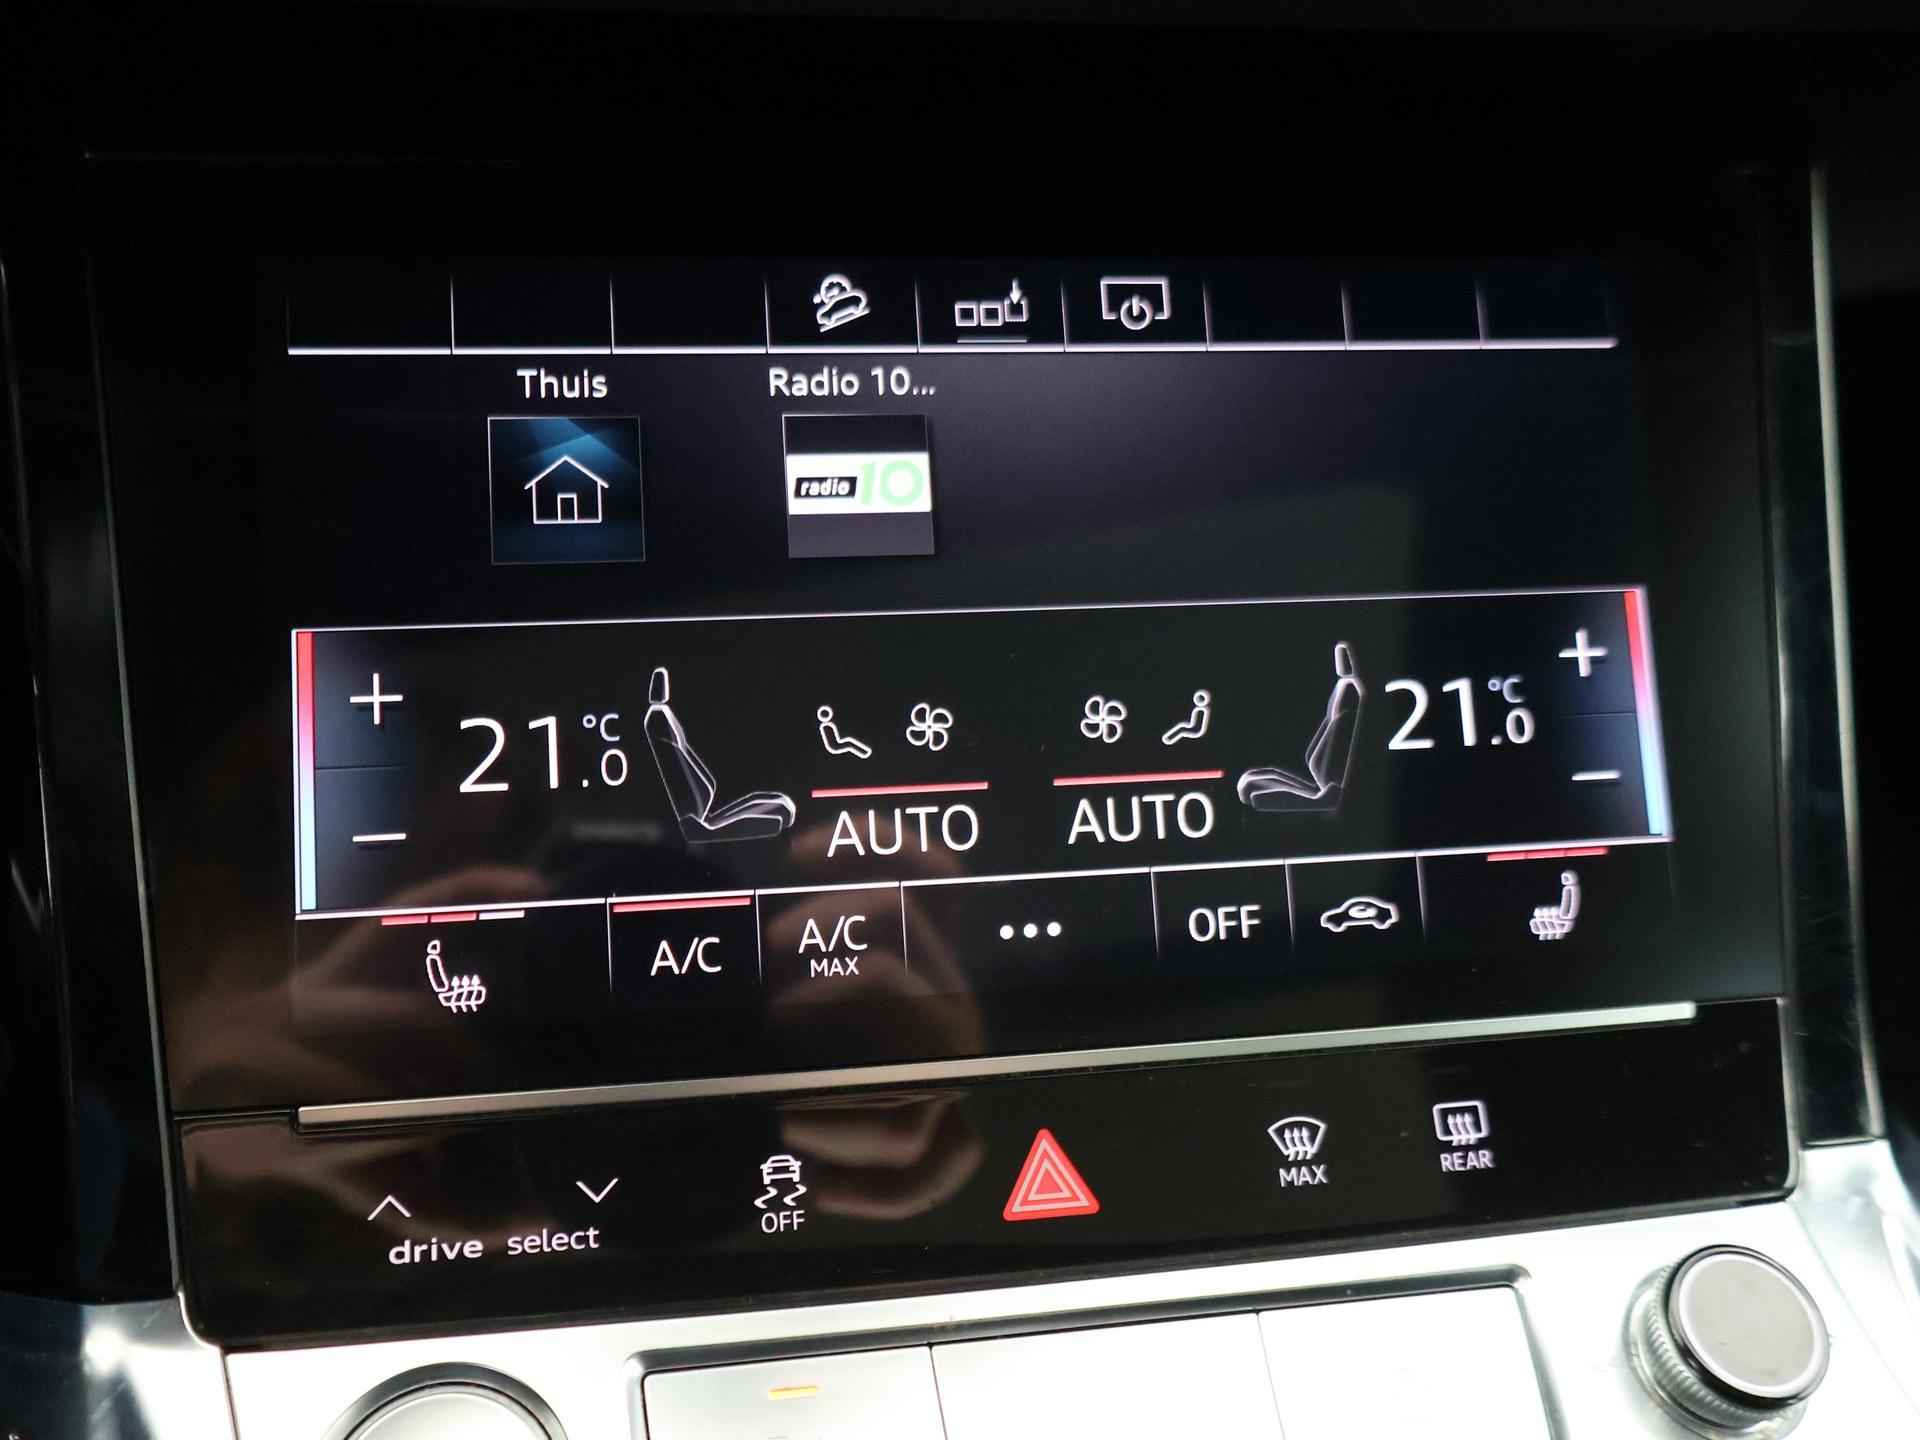 Thuis
Radio 10...
radio 10
21.0 °C
21.0 °C
AUTO
AUTO
A/C
A/C
MAX
OFF
drive select
OFF
MAX
REAR